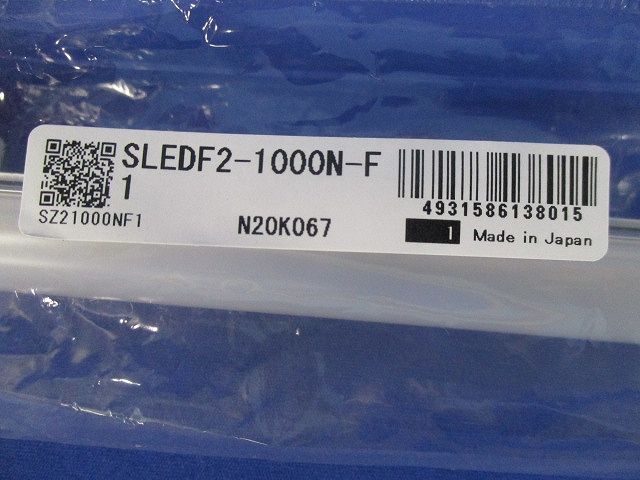 SLEDF2-1000N-F
1
SZ21000NF1
N20K067
4931586138015
1
Made in Japan